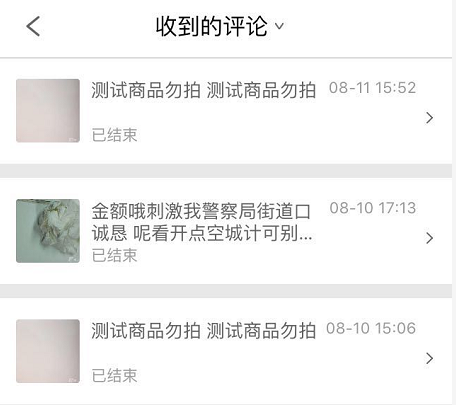 收到的评论
测试商品勿拍 测试商品勿拍 08-11 15:52
已结束
金额哦刺激我警察局街道口 08-10 17:13
诚恳 呢看开点空城计可别...
已结束
测试商品勿拍 测试商品勿拍 08-10 15:06
已结束